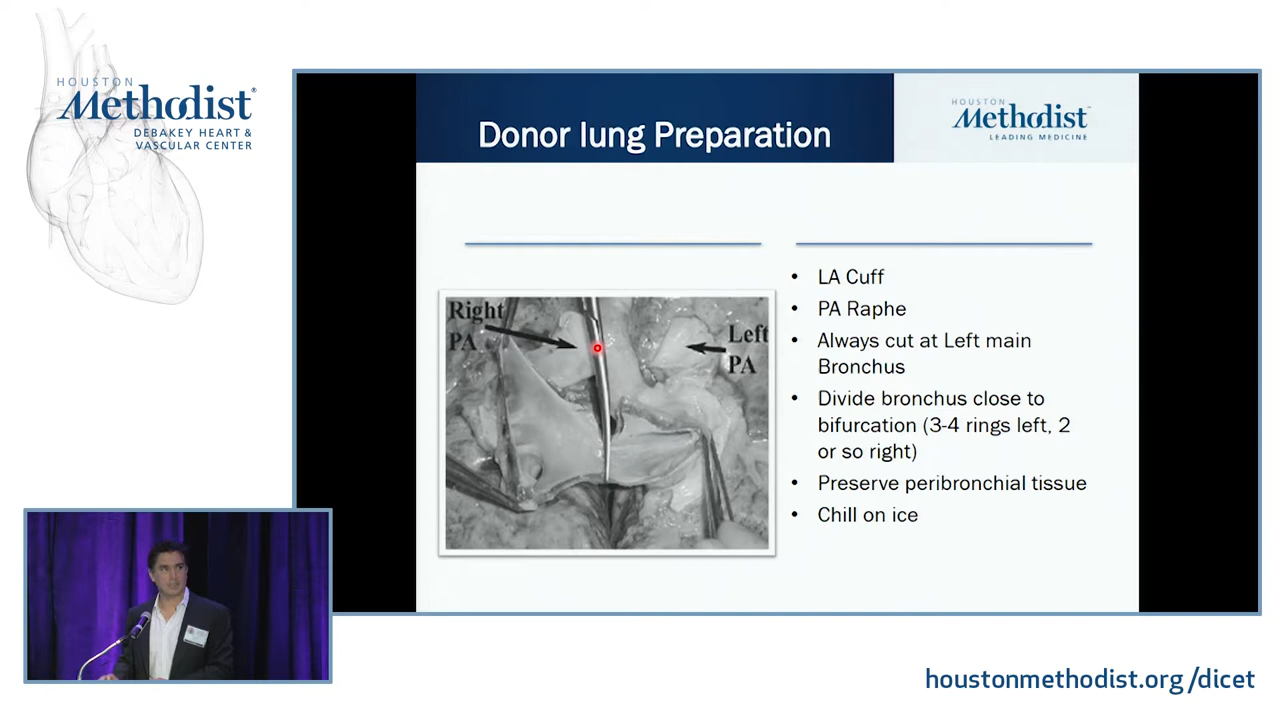 HOUSTON
Methodist®
DEBAKEY HEART &
VASCULAR CENTER
Donor lung Preparation
HOUSTON
Methodist
LEADING MEDICINE
Right
PA
Left
PA
• LA Cuff
• PA Raphe
• Always cut at Left main
Bronchus
• Divide bronchus close to
bifurcation (3-4 rings left, 2
or so right)
• Preserve peribronchial tissue
• Chill on ice
houstonmethodist.org/dicet